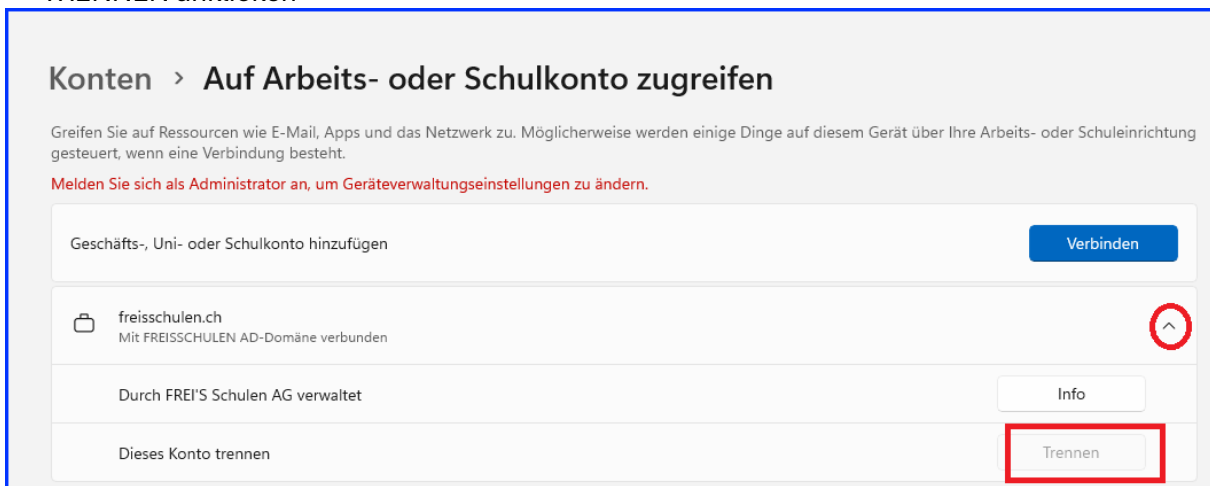 Konten > Auf Arbeits- oder Schulkonto zugreifen
Greifen Sie auf Ressourcen wie E-Mail, Apps und das Netzwerk zu. Möglicherweise werden einige Dinge auf diesem Gerät über Ihre Arbeits- oder Schuleinrichtung
gesteuert, wenn eine Verbindung besteht.
Melden Sie sich als Administrator an, um Geräteverwaltungseinstellungen zu ändern.
Geschäfts-, Uni- oder Schulkonto hinzufügen
Verbinden
freisschulen.ch
Mit FREISSCHULEN AD-Domäne verbunden
Durch FREI'S Schulen AG verwaltet
Info
Dieses Konto trennen
Trennen